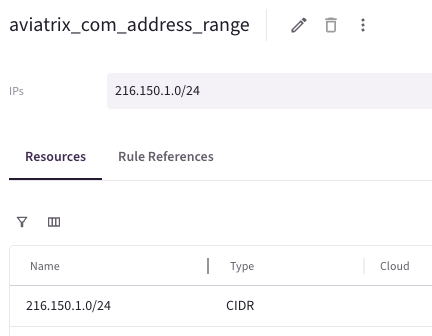 aviatrix_com_address_range
IPs 216.150.1.0/24
Resources Rule References
Name Type Cloud
216.150.1.0/24 CIDR